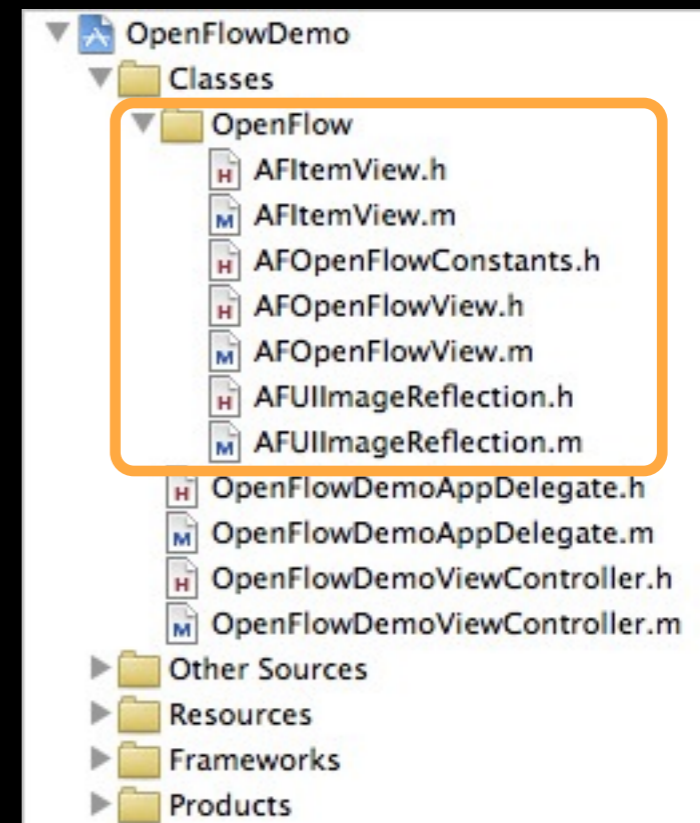 OpenFlowDemo
Classes
OpenFlow
H AFItemView.h
M AFItemView.m
H AFOpenFlowConstants.h
H AFOpenFlowView.h
M AFOpenFlowView.m
H AFUIImageReflection.h
M AFUIImageReflection.m
H OpenFlowDemoAppDelegate.h
M OpenFlowDemoAppDelegate.m
H OpenFlowDemoViewController.h
M OpenFlowDemoViewController.m
Other Sources
Resources
Frameworks
Products